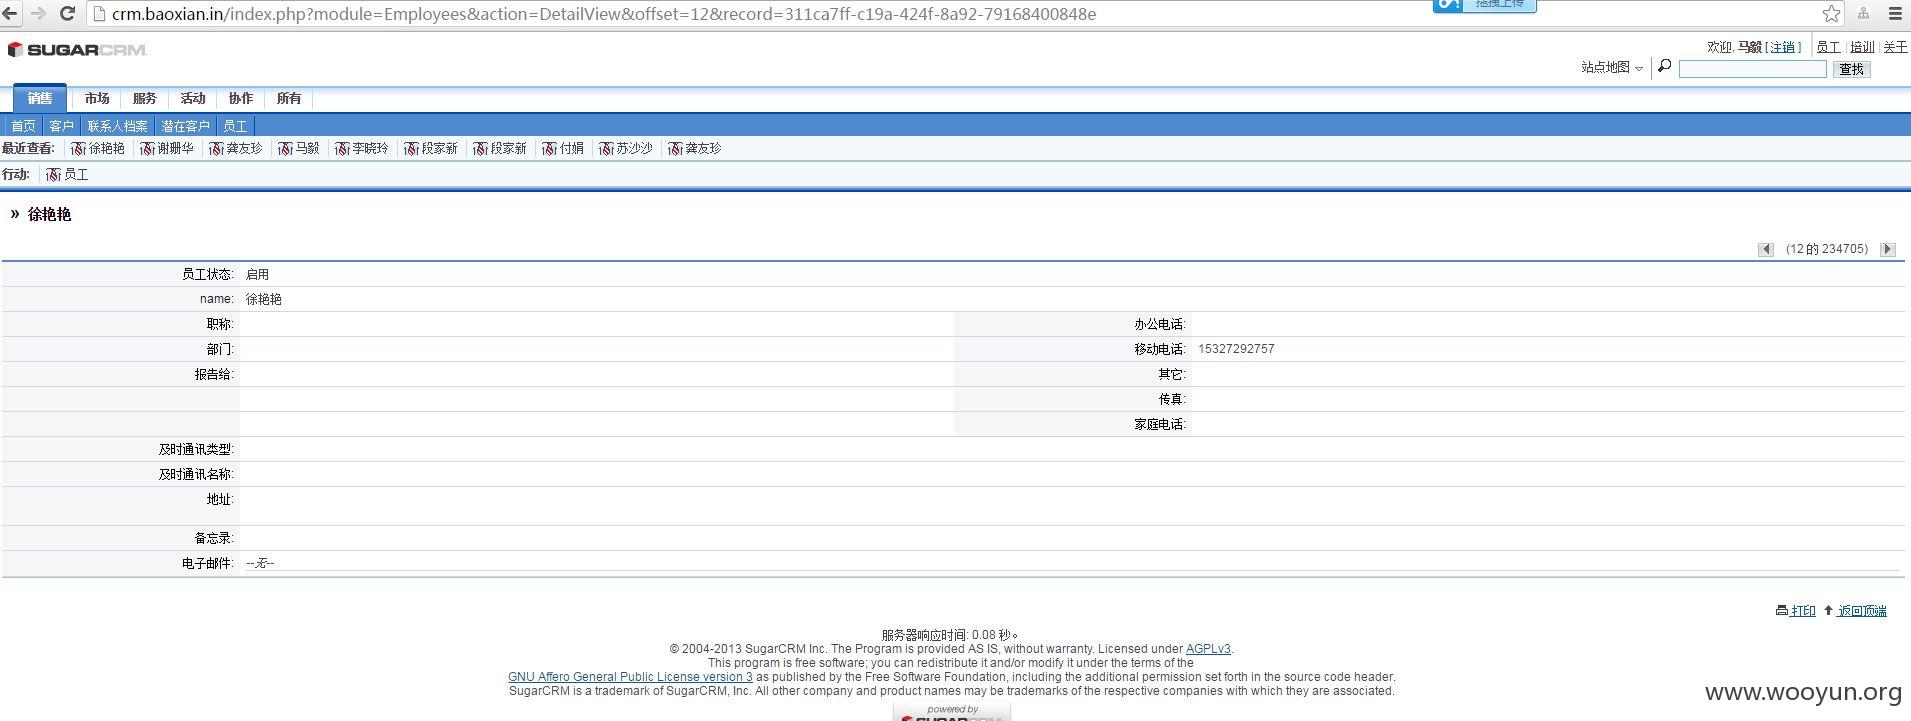 crm.baoxian.in/index.php?module=Employees&action=DetailView&offset=12&record=311ca7ff-c19a-424f-8a92-79168400848e
拖拽上传
SUGARCRM
欢迎, 马毅 [ 注销 ] 员工 | 培训 | 关于
站点地图 查找
销售 市场 服务 活动 协作 所有
首页 客户 联系人档案 潜在客户 员工
最近查看: 徐艳艳 谢珊华 龚友珍 马毅 李晓玲 段家新 段家新 付娟 苏沙沙 龚友珍
行动: 员工
» 徐艳艳
(12 的 234705)
员工状态: 启用
name: 徐艳艳
职称: 办公电话:
部门: 移动电话: 15327292757
报告给: 其它:
传真:
家庭电话:
及时通讯类型:
及时通讯名称:
地址:
备忘录:
电子邮件: --无--
打印 返回顶端
服务器响应时间: 0.08 秒。
© 2004-2013 SugarCRM Inc. The Program is provided AS IS, without warranty. Licensed under AGPLv3.
This program is free software; you can redistribute it and/or modify it under the terms of the
GNU Affero General Public License version 3 as published by the Free Software Foundation, including the additional permission set forth in the source code header.
SugarCRM is a trademark of SugarCRM, Inc. All other company and product names may be trademarks of the respective companies with which they are associated.
powered by
SUGARCRM
www.wooyun.org